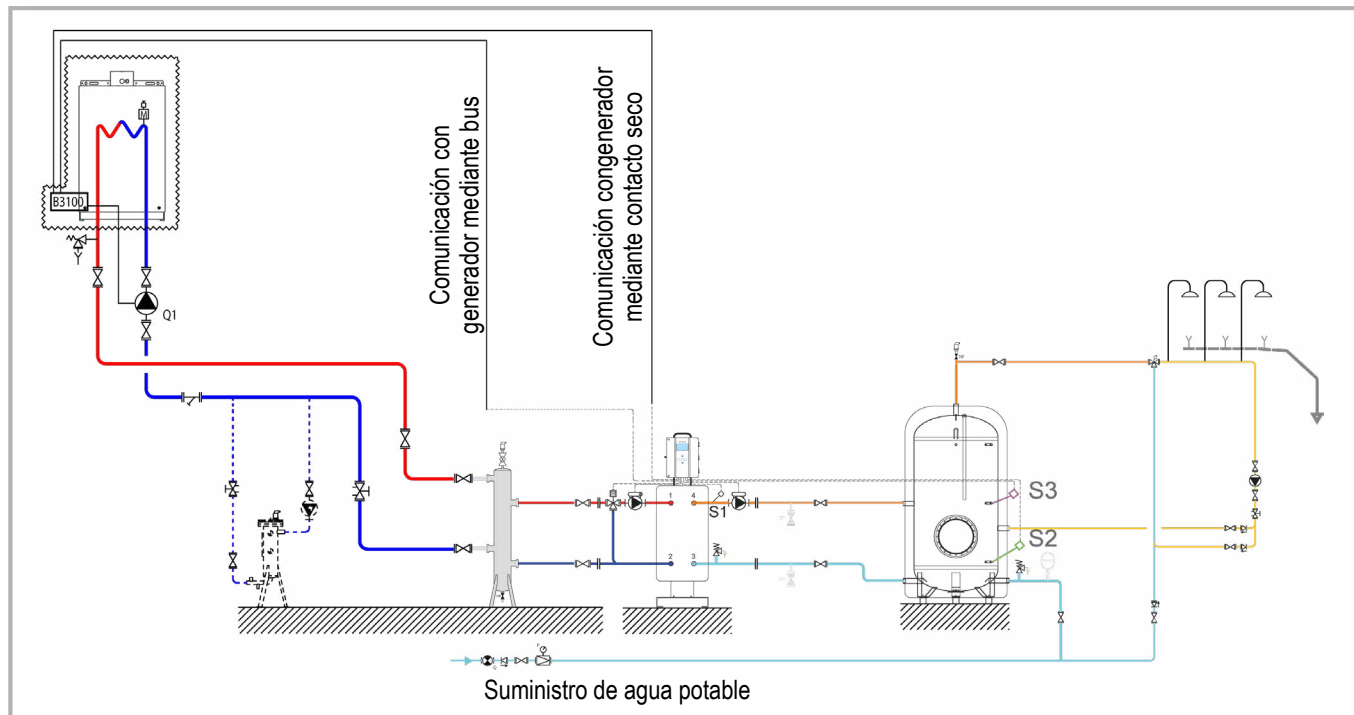 M
B3100
Q1
Comunicación con
generador mediante bus
Comunicación congenerador
mediante contacto seco
1
4
S1
2
3
S3
S2
Suministro de agua potable